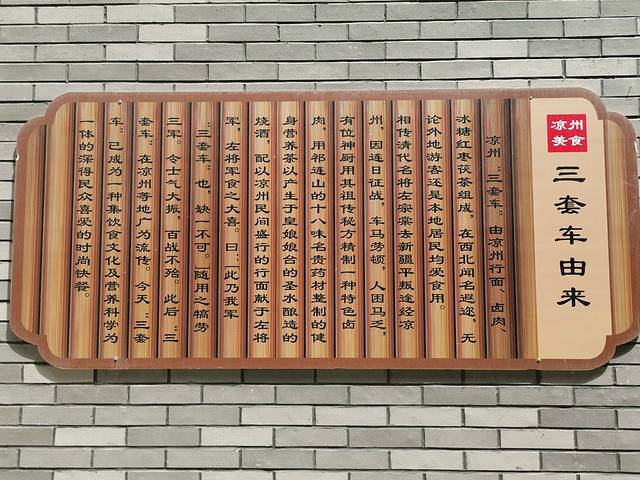 凉州
美食
三套车由来
凉州“三套车”由凉州行面、卤肉、
冰糖红枣茯茶组成，在西北闻名遐迩，无
论外地游客还是本地居民均爱食用。
相传清代名将左宗棠去新疆平叛途经凉
州，因连日征战，车马劳顿，人困马乏，
有位神厨用其祖传秘方精制一种特色卤
肉，用祁连山的十八味名贵药材整制的健
身营养茶以产生于皇娘娘台的圣水酿造的
烧酒，配以凉州民间盛行的行面献于左将
军，左将军食之大喜。曰：“此乃我军
“三套车”也，缺一不可。”随用之犒劳
三军。令士气大振，百战不殆。此后“三
套车”在凉州等地广为流传。今天“三套
车”已成为一种集饮食文化及营养科学为
一体的深得民众喜爱的时尚快餐。